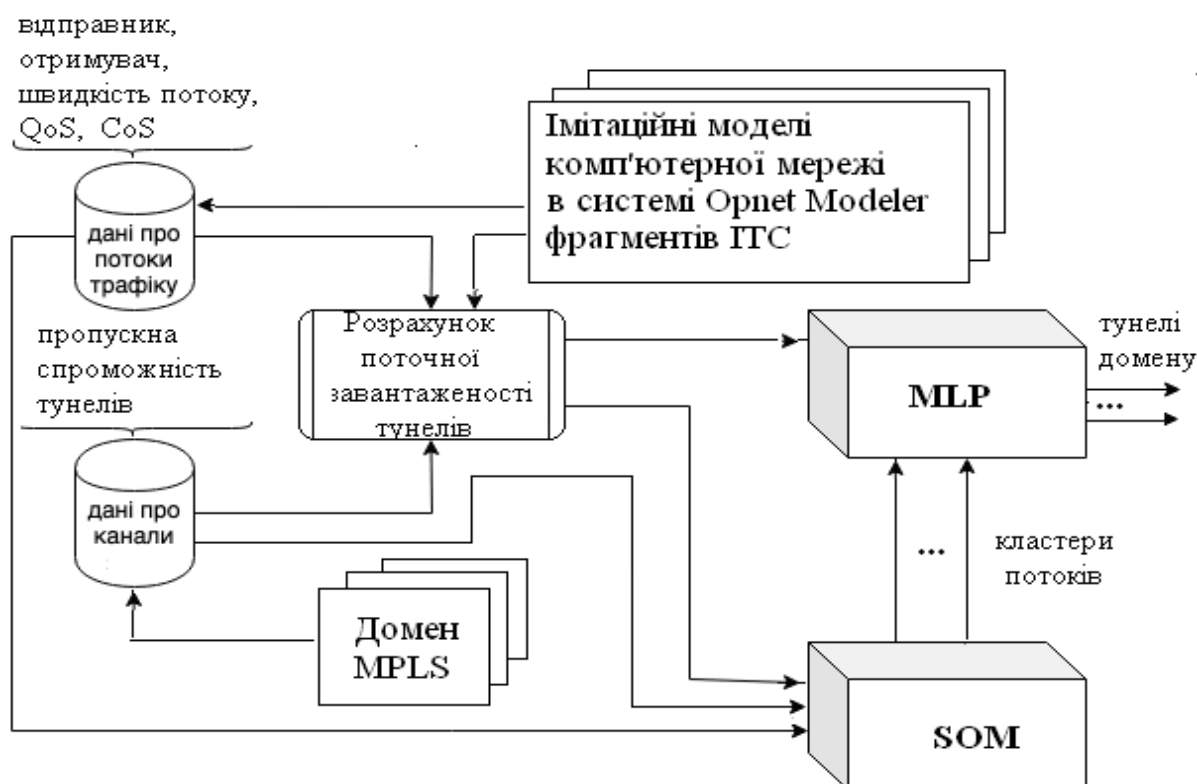 відправник,
отримувач,
швидкість потоку,
QoS, CoS
Імітаційні моделі
комп'ютерної мережі
в системі Opnet Modeler
фрагментів ІТС
дані про
потоки
трафіку
пропускна
спроможність
тунелів
Розрахунок
поточної
завантаженості
тунелів
MLP
тунелі
домену
...
дані про
канали
...
кластери
потоків
Домен
MPLS
SOM